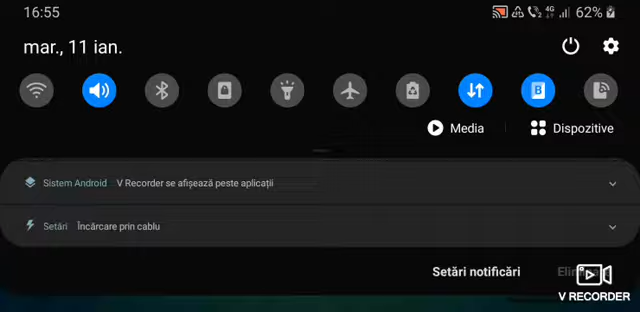 16:55
4G
62%
mar., 11 ian.
Media
Dispozitive
Sistem Android V Recorder se afișează peste aplicații
Setări Încărcare prin cablu
Setări notificări
V RECORDER